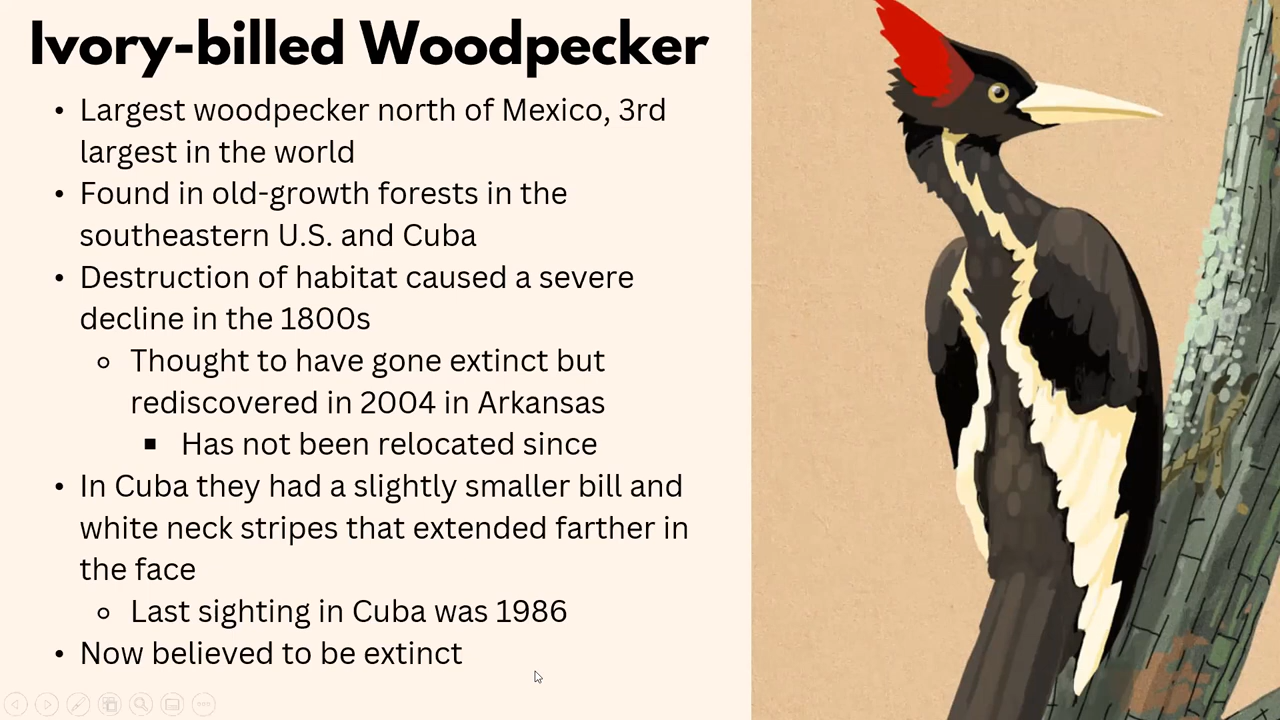 Ivory-billed Woodpecker
• Largest woodpecker north of Mexico, 3rd
largest in the world
• Found in old-growth forests in the
southeastern U.S. and Cuba
• Destruction of habitat caused a severe
decline in the 1800s
◦ Thought to have gone extinct but
rediscovered in 2004 in Arkansas
▪ Has not been relocated since
• In Cuba they had a slightly smaller bill and
white neck stripes that extended farther in
the face
◦ Last sighting in Cuba was 1986
• Now believed to be extinct